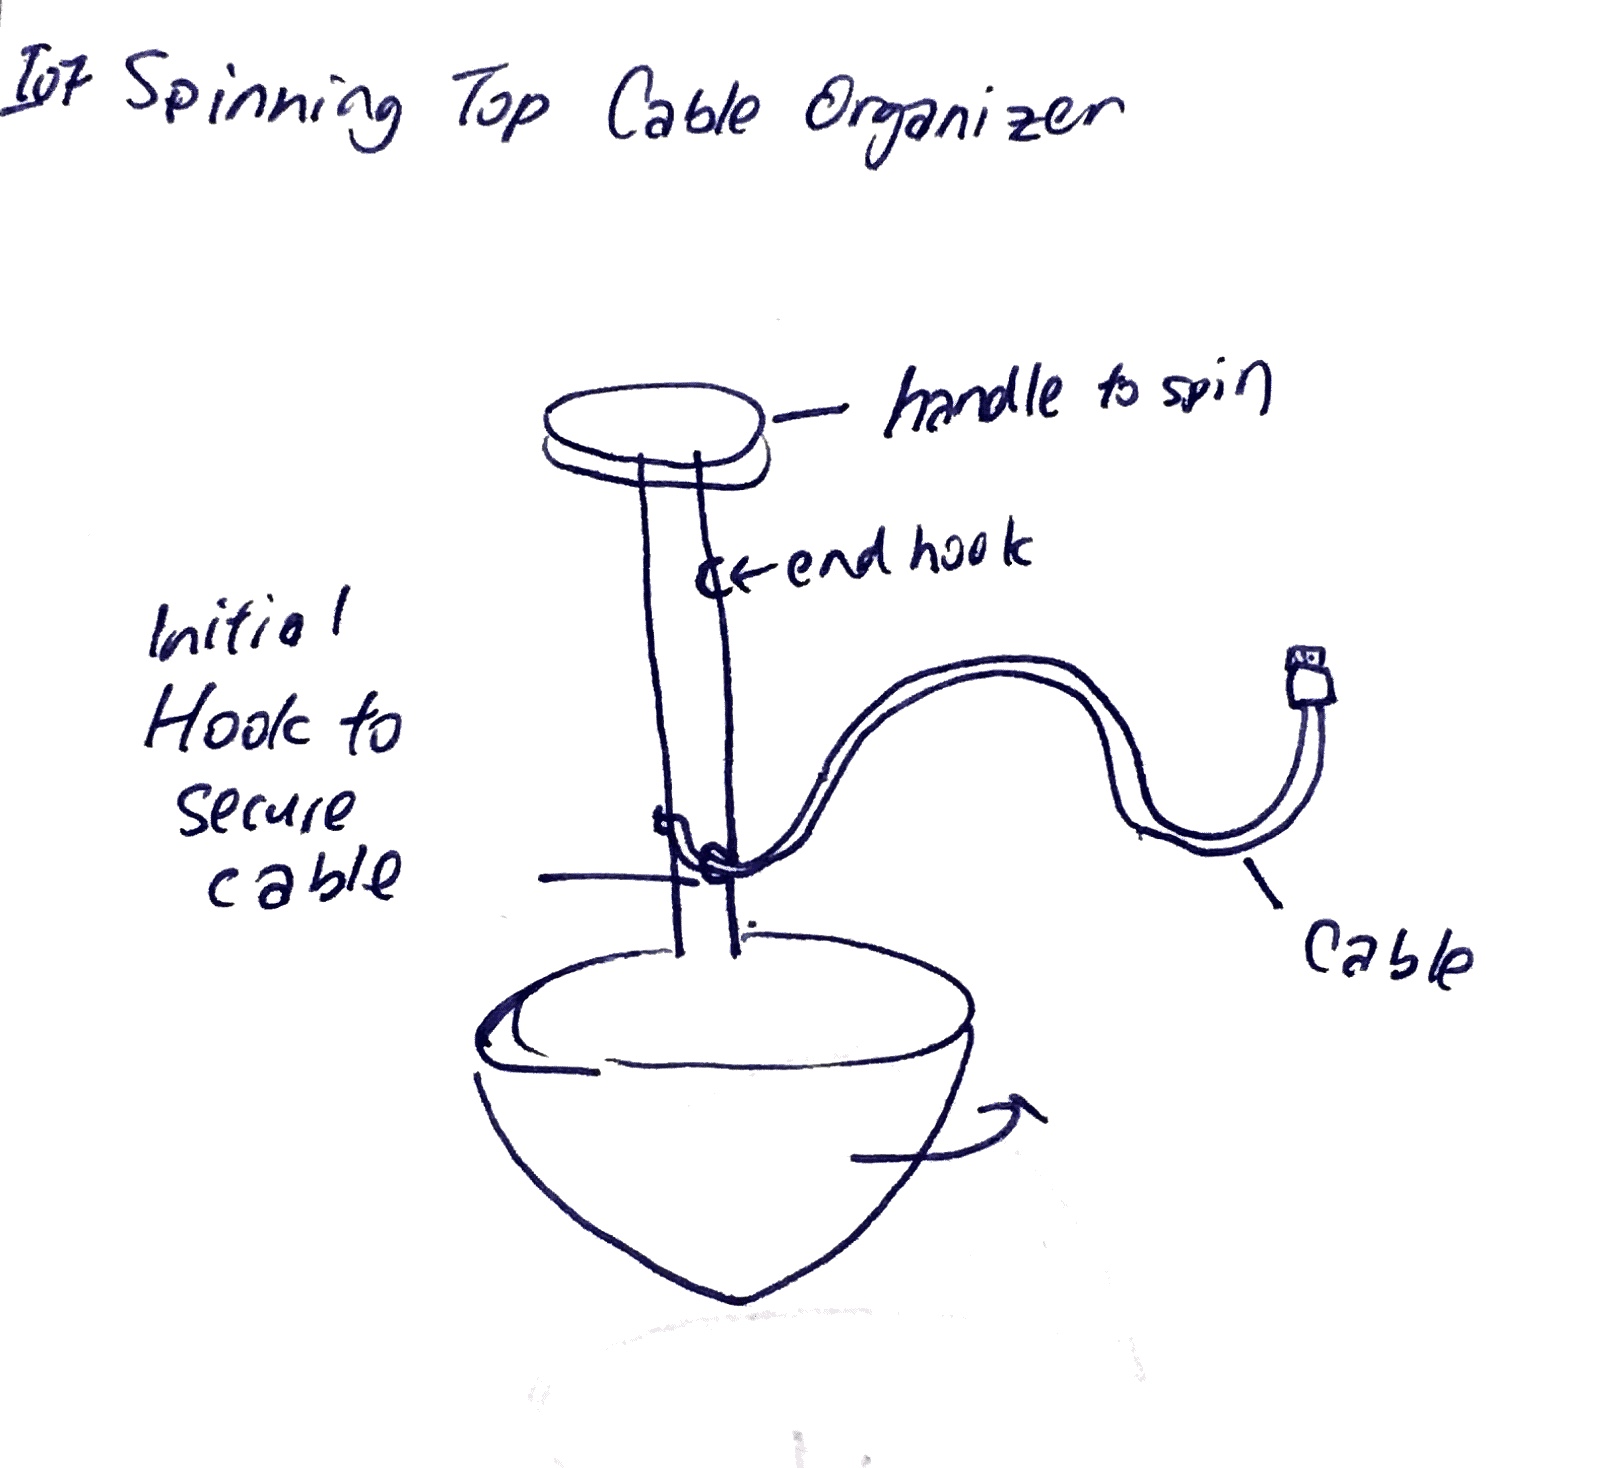 IoT Spinning Top Cable Organizer
handle to spin
end hook
Initial
Hook to
secure
cable
Cable